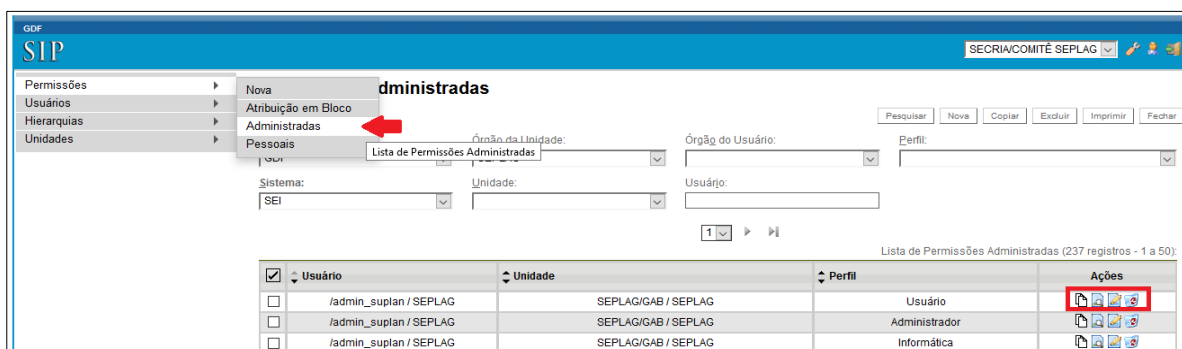 GDF
SIP
SECRIA/COMITÊ SEPLAG
Permissões
Usuários
Hierarquias
Unidades
Nova
Atribuição em Bloco
Administradas
Pessoais
Lista de Permissões Administradas
dministradas
Pesquisar Nova Copiar Excluir Imprimir Fechar
Órgão da Unidade: Órgão do Usuário: Perfil:
GDF
Sistema: Unidade: Usuário:
SEI
1
Lista de Permissões Administradas (237 registros - 1 a 50):
Usuário Unidade Perfil Ações
/admin_suplan / SEPLAG SEPLAG/GAB / SEPLAG Usuário
/admin_suplan / SEPLAG SEPLAG/GAB / SEPLAG Administrador
/admin_suplan / SEPLAG SEPLAG/GAB / SEPLAG Informática